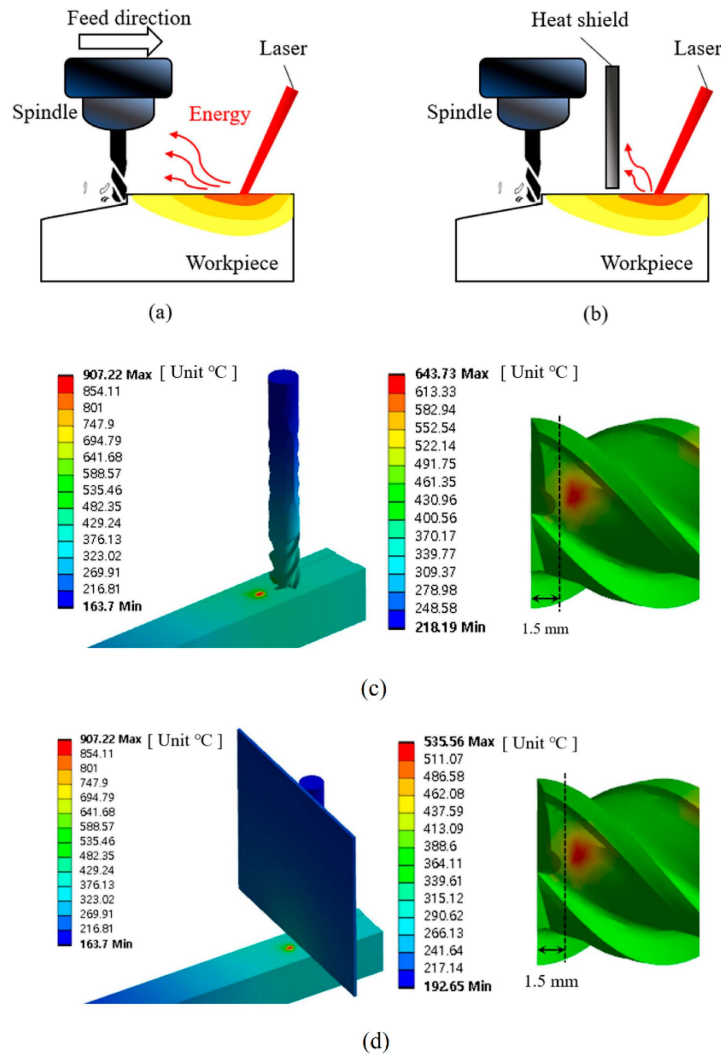 Feed direction
Laser
Spindle
Energy
Workpiece
(a)
Heat shield
Laser
Spindle
Workpiece
(b)
907.22 Max [ Unit °C ]
854.11
801
747.9
694.79
641.68
588.57
535.46
482.35
429.24
376.13
323.02
269.91
216.81
163.7 Min
643.73 Max [ Unit °C ]
613.33
582.94
552.54
522.14
491.75
461.35
430.96
400.56
370.17
339.77
309.37
278.98
248.58
218.19 Min
1.5 mm
(c)
907.22 Max [ Unit °C ]
854.11
801
747.9
694.79
641.68
588.57
535.46
482.35
429.24
376.13
323.02
269.91
216.81
163.7 Min
535.56 Max [ Unit °C ]
511.07
486.58
462.08
437.59
413.09
388.6
364.11
339.61
315.12
290.62
266.13
241.64
217.14
192.65 Min
1.5 mm
(d)